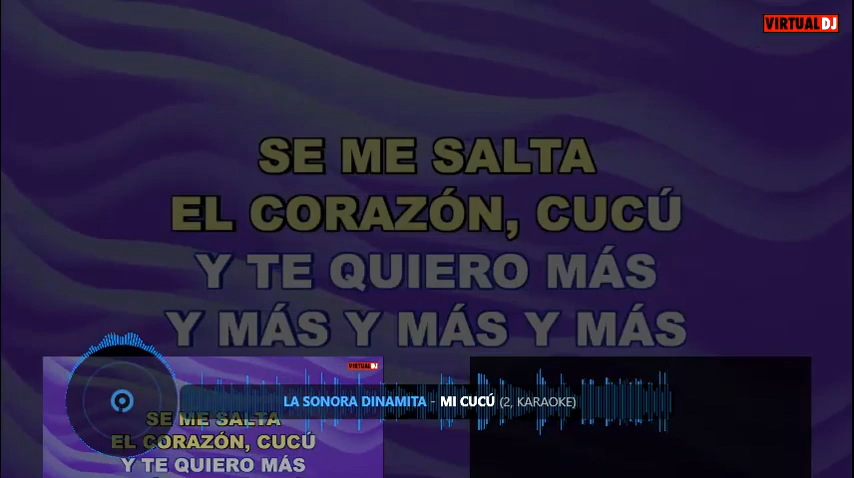 VIRTUALDJ
SE ME SALTA
EL CORAZÓN, CUCÚ
Y TE QUIERO MÁS
Y MÁS Y MÁS Y MÁS
VIRTUALDJ
LA SONORA DINAMITA - MI CUCÚ (2, KARAOKE)
SE ME SALTA
EL CORAZÓN, CUCÚ
Y TE QUIERO MÁS